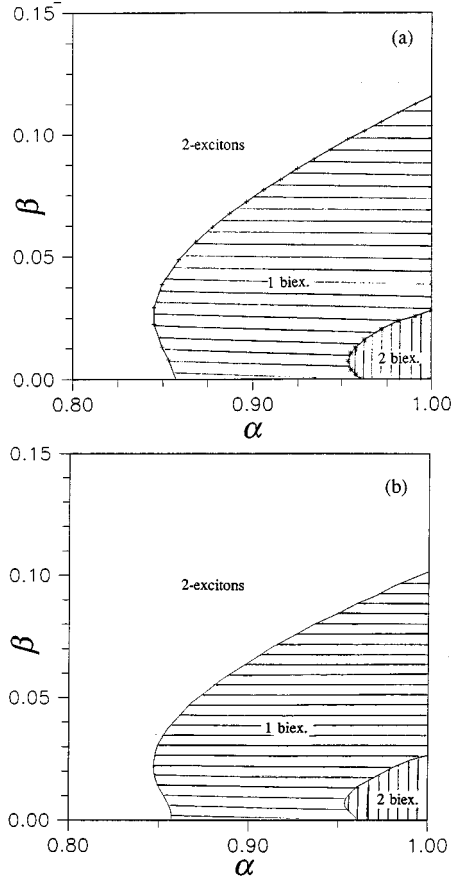 0.15
(a)
2-excitons
0.10
β
0.05
1 biex.
2 biex.
0.00
0.80
0.90
1.00
α
0.15
(b)
0.10
2-excitons
β
0.05
1 biex.
2 biex.
0.00
0.80
0.90
1.00
α